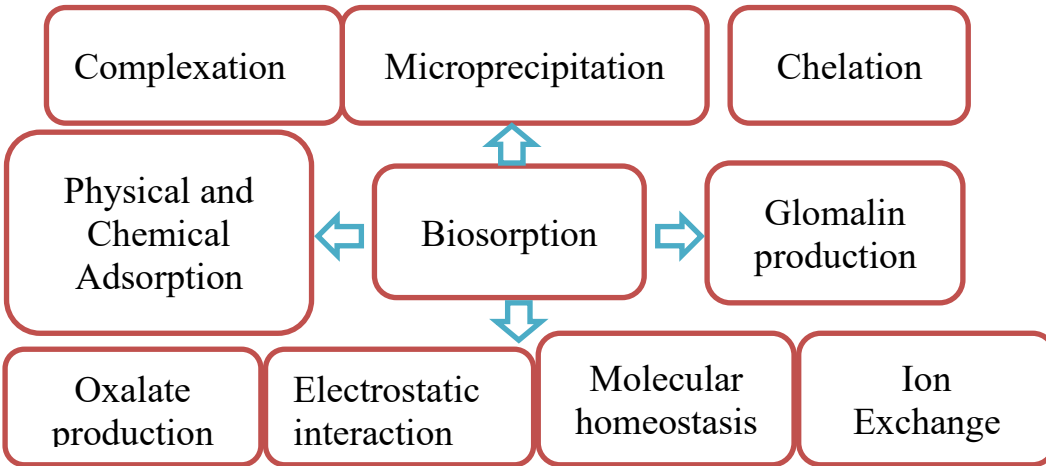 Complexation
Microprecipitation
Chelation
Physical and
Chemical
Adsorption
Biosorption
Glomalin
production
Oxalate
production
Electrostatic
interaction
Molecular
homeostasis
Ion
Exchange